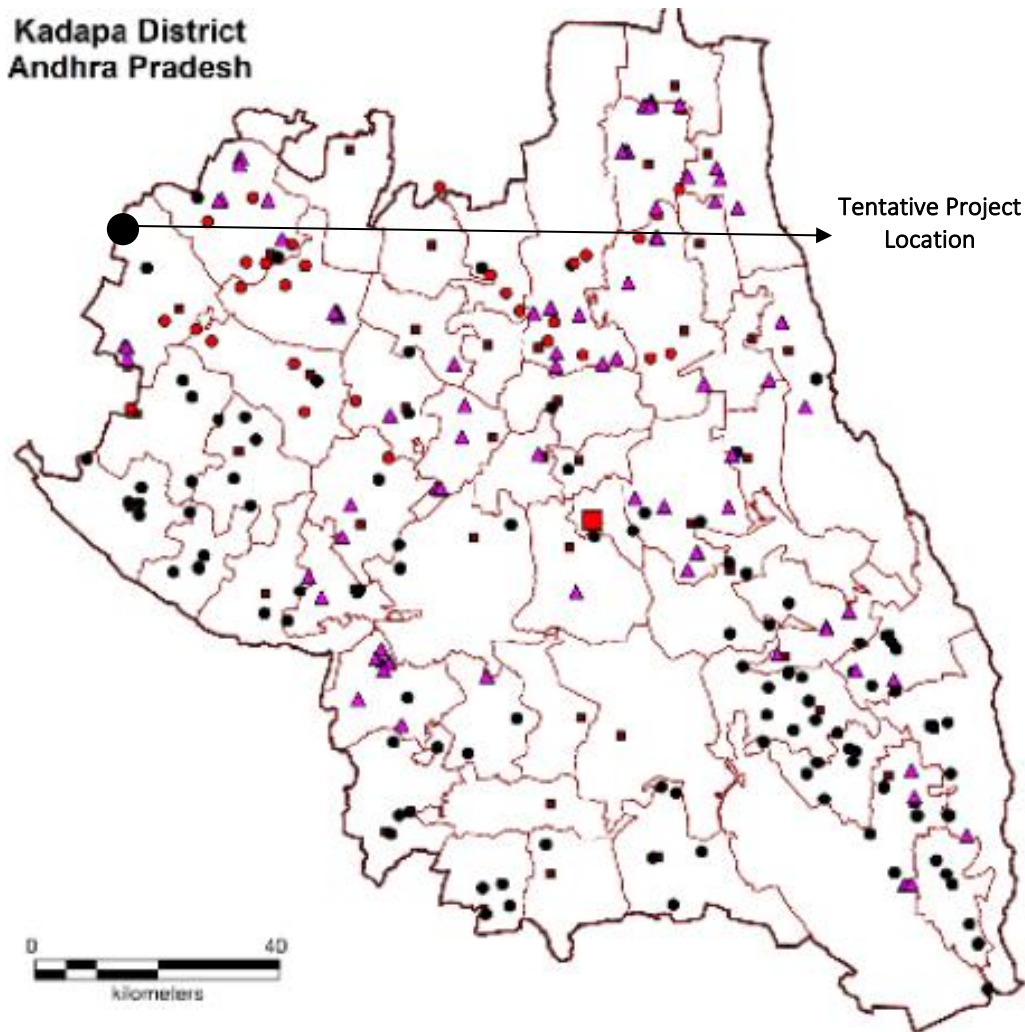 Kadapa District
Andhra Pradesh
Tentative Project
Location
0 40
kilometers